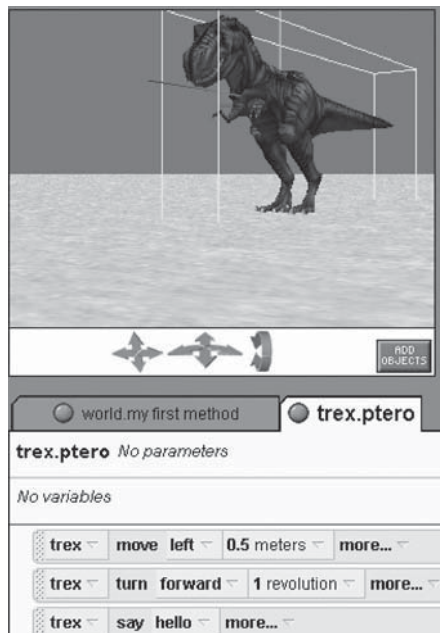 ADD
OBJECTS
world.my first method
trex.ptero
trex.ptero No parameters
No variables
trex move left 0.5 meters more...
trex turn forward 1 revolution more...
trex say hello more...